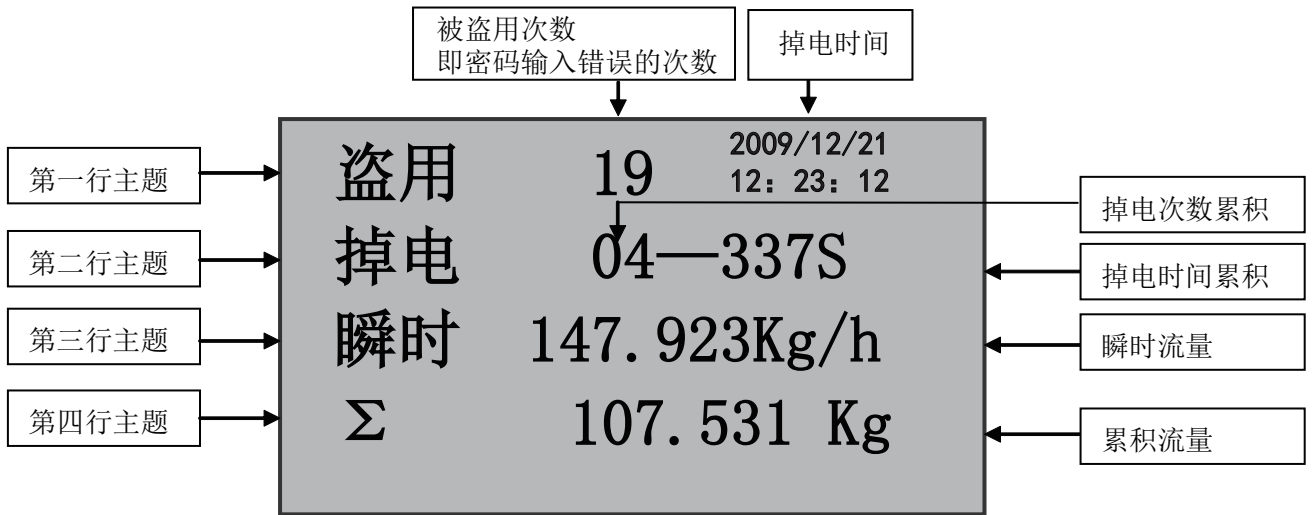 被盗用次数
即密码输入错误的次数
掉电时间
第一行主题
盗用 19 2009/12/21
12：23：12
掉电次数累积
第二行主题
掉电 04—337S
掉电时间累积
第三行主题
瞬时 147.923Kg/h
瞬时流量
第四行主题
Σ 107.531 Kg
累积流量